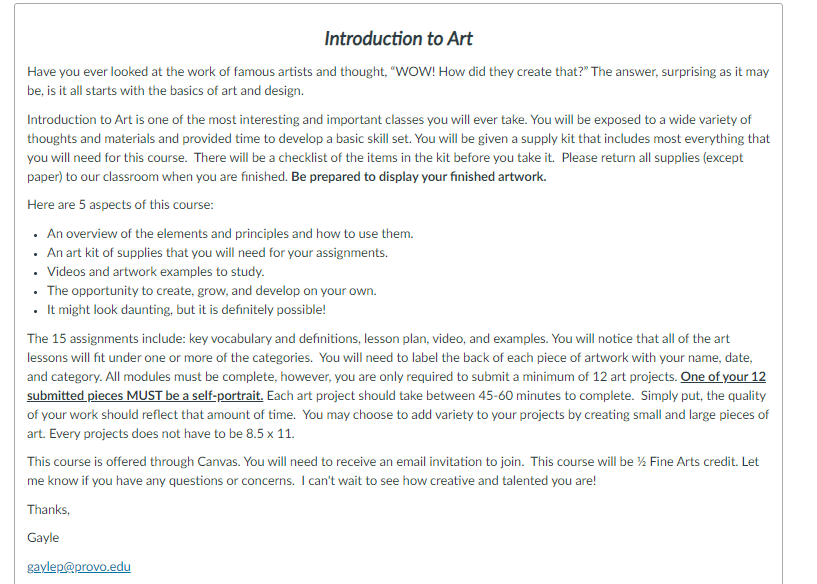 Introduction to Art
Have you ever looked at the work of famous artists and thought, “WOW! How did they create that?” The answer, surprising as it may
be, is it all starts with the basics of art and design.
Introduction to Art is one of the most interesting and important classes you will ever take. You will be exposed to a wide variety of
thoughts and materials and provided time to develop a basic skill set. You will be given a supply kit that includes most everything that
you will need for this course.  There will be a checklist of the items in the kit before you take it.  Please return all supplies (except
paper) to our classroom when you are finished. Be prepared to display your finished artwork.
Here are 5 aspects of this course:
• An overview of the elements and principles and how to use them.
• An art kit of supplies that you will need for your assignments.
• Videos and artwork examples to study.
• The opportunity to create, grow, and develop on your own.
• It might look daunting, but it is definitely possible!
The 15 assignments include: key vocabulary and definitions, lesson plan, video, and examples. You will notice that all of the art
lessons will fit under one or more of the categories.  You will need to label the back of each piece of artwork with your name, date,
and category. All modules must be complete, however, you are only required to submit a minimum of 12 art projects. One of your 12
submitted pieces MUST be a self-portrait. Each art project should take between 45-60 minutes to complete.  Simply put, the quality
of your work should reflect that amount of time.  You may choose to add variety to your projects by creating small and large pieces of
art. Every projects does not have to be 8.5 x 11.
This course is offered through Canvas. You will need to receive an email invitation to join.  This course will be ½ Fine Arts credit. Let
me know if you have any questions or concerns.  I can't wait to see how creative and talented you are!
Thanks,
Gayle
gaylep@provo.edu